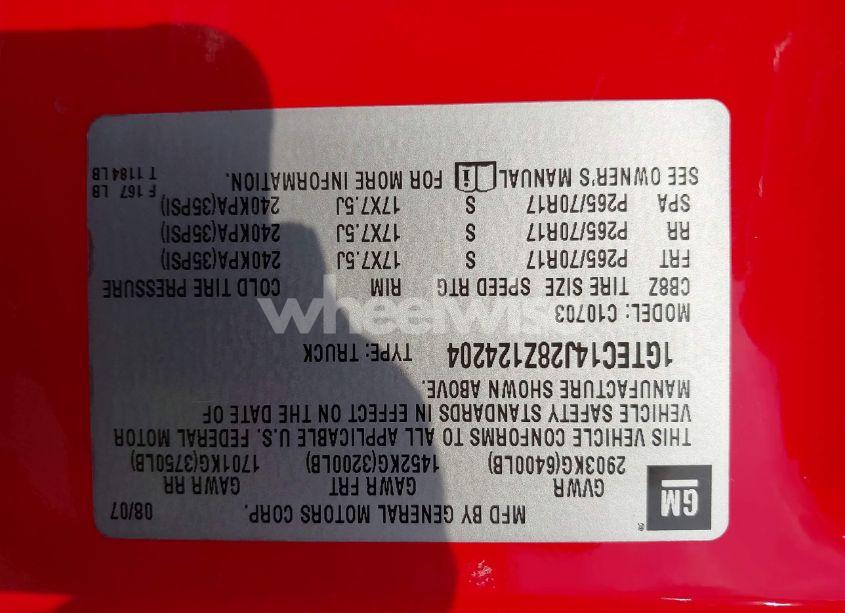 GM
®
MFD BY GENERAL MOTORS CORP. 08/07
GVWR GAWR FRT GAWR RR
2903KG(6400LB) 1452KG(3200LB) 1701KG(3750LB)
THIS VEHICLE CONFORMS TO ALL APPLICABLE U.S. FEDERAL MOTOR
VEHICLE SAFETY STANDARDS IN EFFECT ON THE DATE OF
MANUFACTURE SHOWN ABOVE.
1GTEC14J28Z124204 TYPE: TRUCK
MODEL: C10703
CB8Z TIRE SIZE SPEED RTG RIM COLD TIRE PRESSURE
FRT P265/70R17 S 17X7.5J 240KPA(35PSI)
RR P265/70R17 S 17X7.5J 240KPA(35PSI)
SPA P265/70R17 S 17X7.5J 240KPA(35PSI)
SEE OWNER'S MANUAL i FOR MORE INFORMATION.
F 167 LB
T 1184 LB